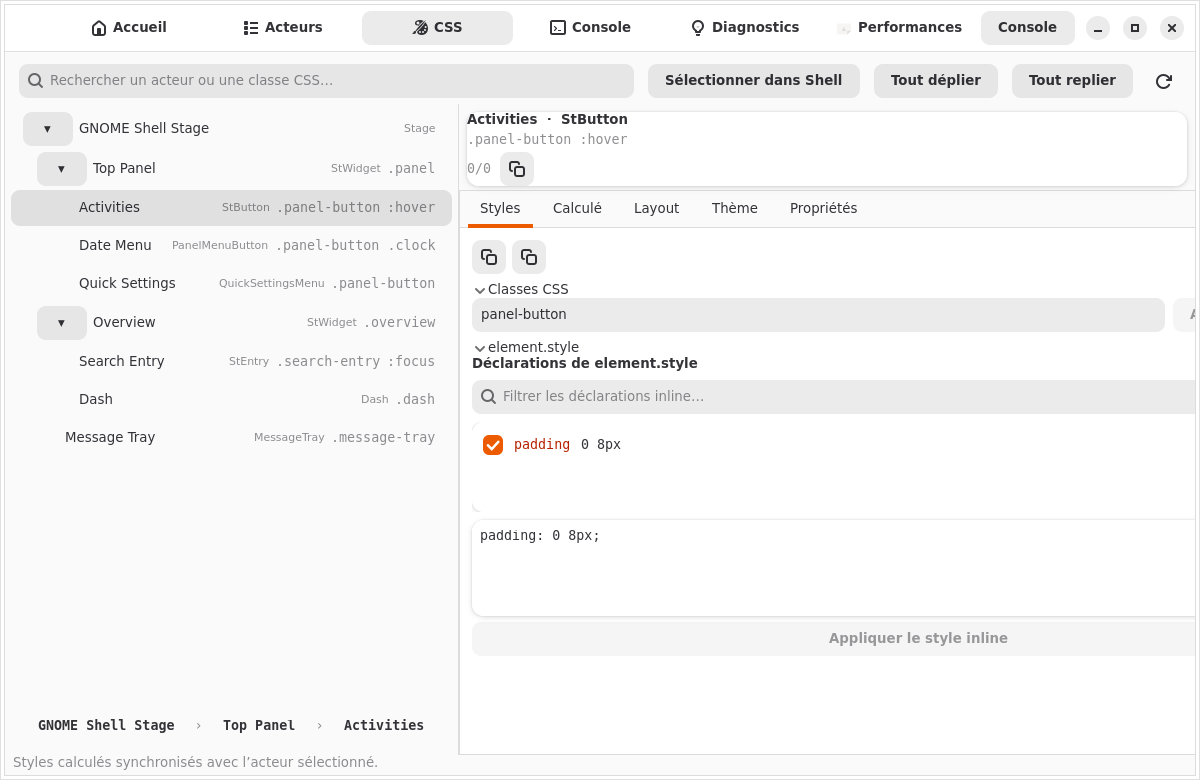 Accueil Acteurs CSS Console Diagnostics Performances Console
Rechercher un acteur ou une classe CSS… Sélectionner dans Shell Tout déplier Tout replier
GNOME Shell Stage Stage
Top Panel StWidget .panel
Activities StButton .panel-button :hover
Date Menu PanelMenuButton .panel-button .clock
Quick Settings QuickSettingsMenu .panel-button
Overview StWidget .overview
Search Entry StEntry .search-entry :focus
Dash Dash .dash
Message Tray MessageTray .message-tray
GNOME Shell Stage › Top Panel › Activities
Activities · StButton
.panel-button :hover
0/0
Styles Calculé Layout Thème Propriétés
Classes CSS
panel-button
element.style
Déclarations de element.style
Filtrer les déclarations inline…
padding 0 8px
padding: 0 8px;
Appliquer le style inline
Styles calculés synchronisés avec l’acteur sélectionné.